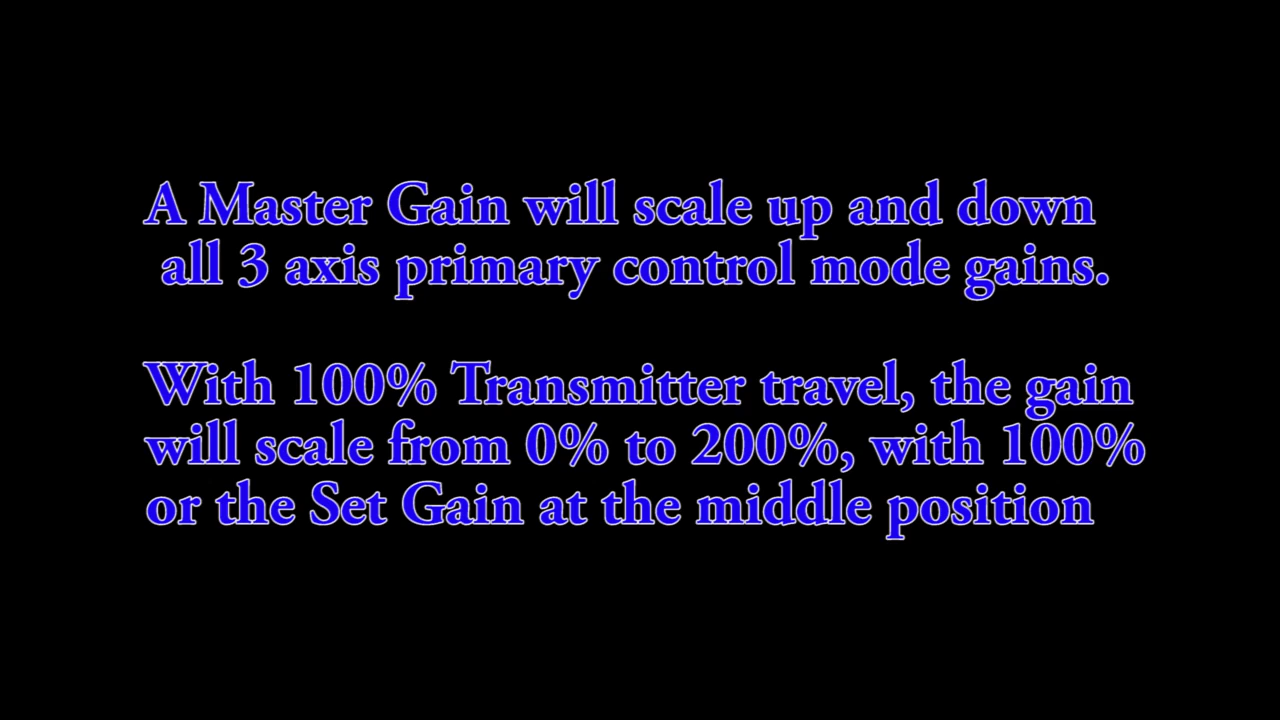 A Master Gain will scale up and down
all 3 axis primary control mode gains.
With 100% Transmitter travel, the gain
will scale from 0% to 200%, with 100%
or the Set Gain at the middle position